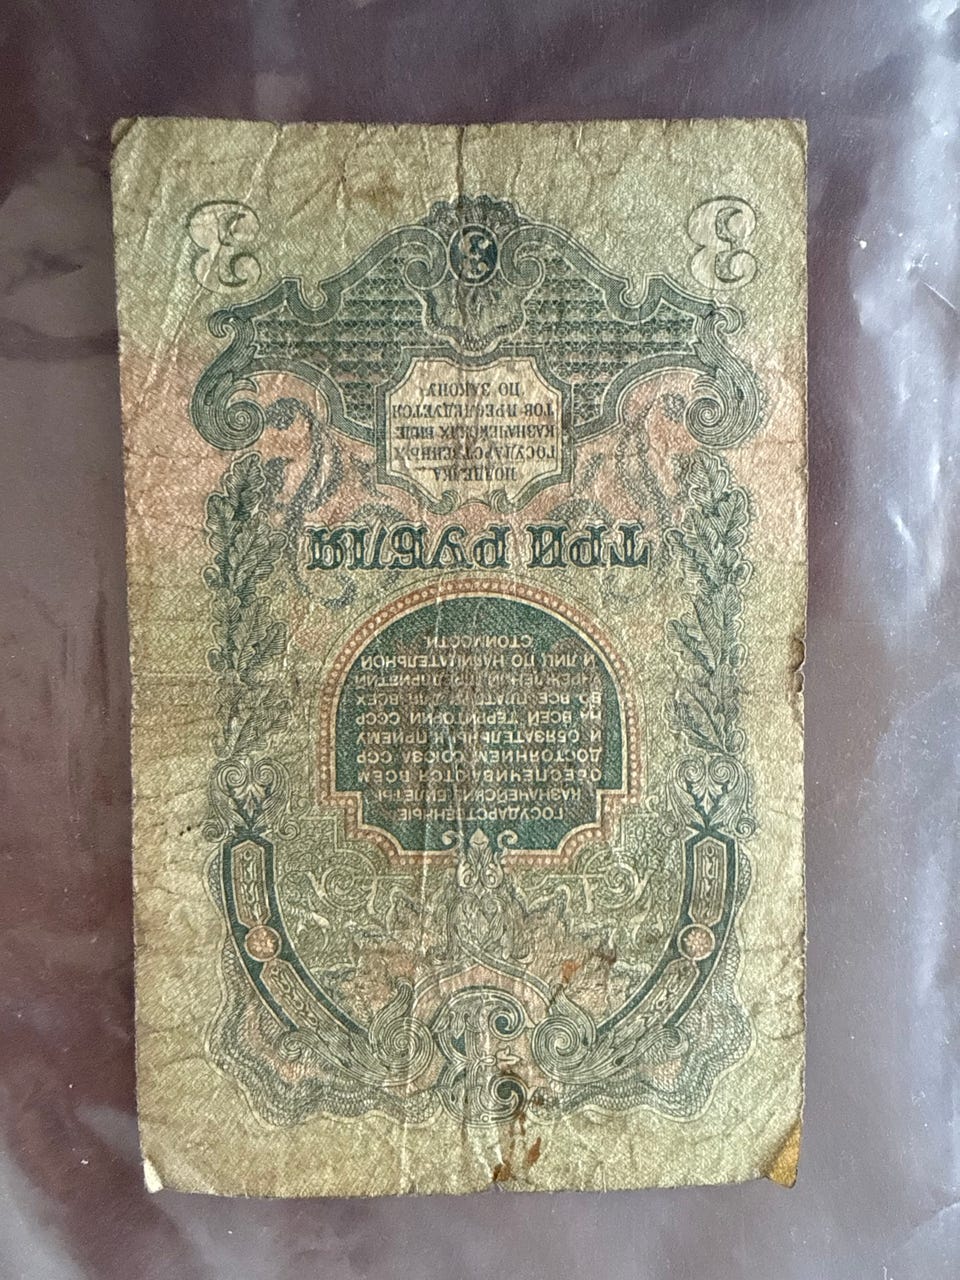 3
ГОСУДАРСТВЕННЫЕ
КАЗНАЧЕЙСКИЕ БИЛЕТЫ
ОБЕСПЕЧИВАЮТСЯ ВСЕМ
ДОСТОЯНИЕМ СОЮЗА ССР
И ОБЯЗАТЕЛЬНЫ К ПРИЕМУ
НА ВСЕЙ ТЕРРИТОРИИ СССР
ВО ВСЕ ПЛАТЕЖИ ДЛЯ ВСЕХ
УЧРЕЖДЕНИЙ, ПРЕДПРИЯТИЙ
И ЛИЦ ПО НАРИЦАТЕЛЬНОЙ
СТОИМОСТИ.
ТРИ РУБЛЯ
ПОДДЕЛКА
ГОСУДАРСТВЕННЫХ
КАЗНАЧЕЙСКИХ БИЛЕ
ТОВ ПРЕСЛЕДУЕТСЯ
ПО ЗАКОНУ.
3 3 3